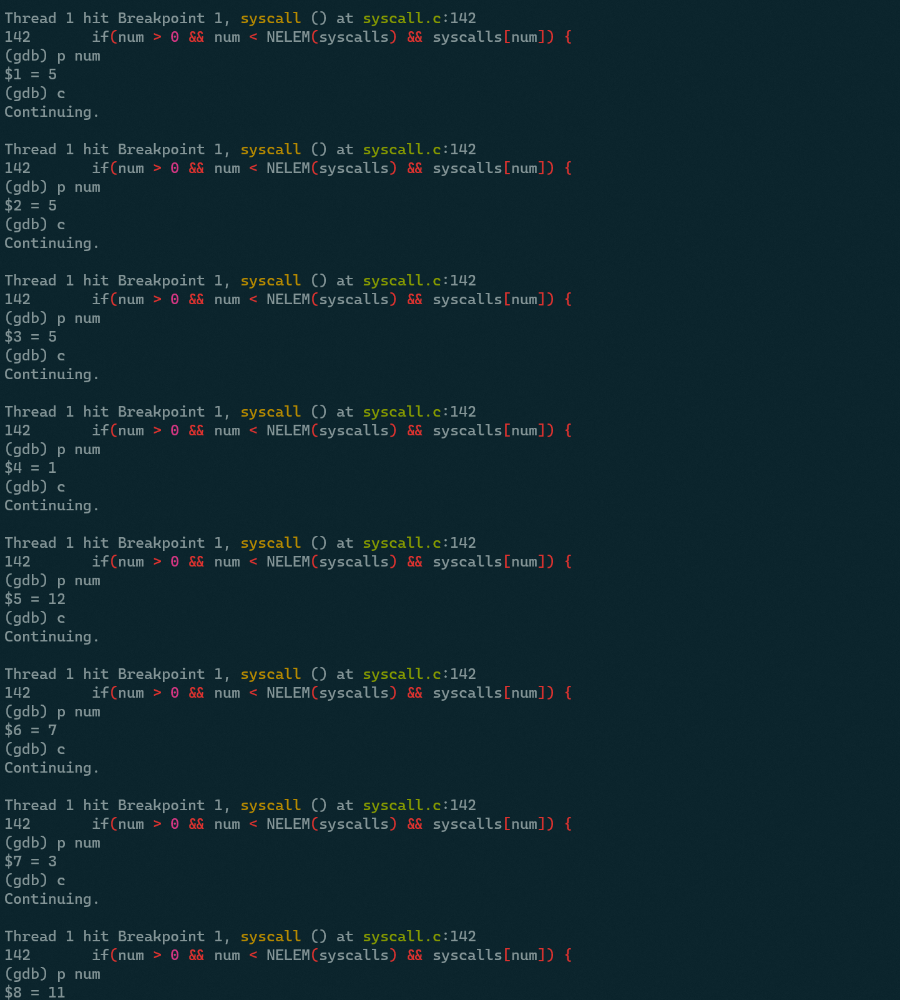 Thread 1 hit Breakpoint 1, syscall () at syscall.c:142
142       if(num > 0 && num < NELEM(syscalls) && syscalls[num]) {
(gdb) p num
$1 = 5
(gdb) c
Continuing.

Thread 1 hit Breakpoint 1, syscall () at syscall.c:142
142       if(num > 0 && num < NELEM(syscalls) && syscalls[num]) {
(gdb) p num
$2 = 5
(gdb) c
Continuing.

Thread 1 hit Breakpoint 1, syscall () at syscall.c:142
142       if(num > 0 && num < NELEM(syscalls) && syscalls[num]) {
(gdb) p num
$3 = 5
(gdb) c
Continuing.

Thread 1 hit Breakpoint 1, syscall () at syscall.c:142
142       if(num > 0 && num < NELEM(syscalls) && syscalls[num]) {
(gdb) p num
$4 = 1
(gdb) c
Continuing.

Thread 1 hit Breakpoint 1, syscall () at syscall.c:142
142       if(num > 0 && num < NELEM(syscalls) && syscalls[num]) {
(gdb) p num
$5 = 12
(gdb) c
Continuing.

Thread 1 hit Breakpoint 1, syscall () at syscall.c:142
142       if(num > 0 && num < NELEM(syscalls) && syscalls[num]) {
(gdb) p num
$6 = 7
(gdb) c
Continuing.

Thread 1 hit Breakpoint 1, syscall () at syscall.c:142
142       if(num > 0 && num < NELEM(syscalls) && syscalls[num]) {
(gdb) p num
$7 = 3
(gdb) c
Continuing.

Thread 1 hit Breakpoint 1, syscall () at syscall.c:142
142       if(num > 0 && num < NELEM(syscalls) && syscalls[num]) {
(gdb) p num
$8 = 11